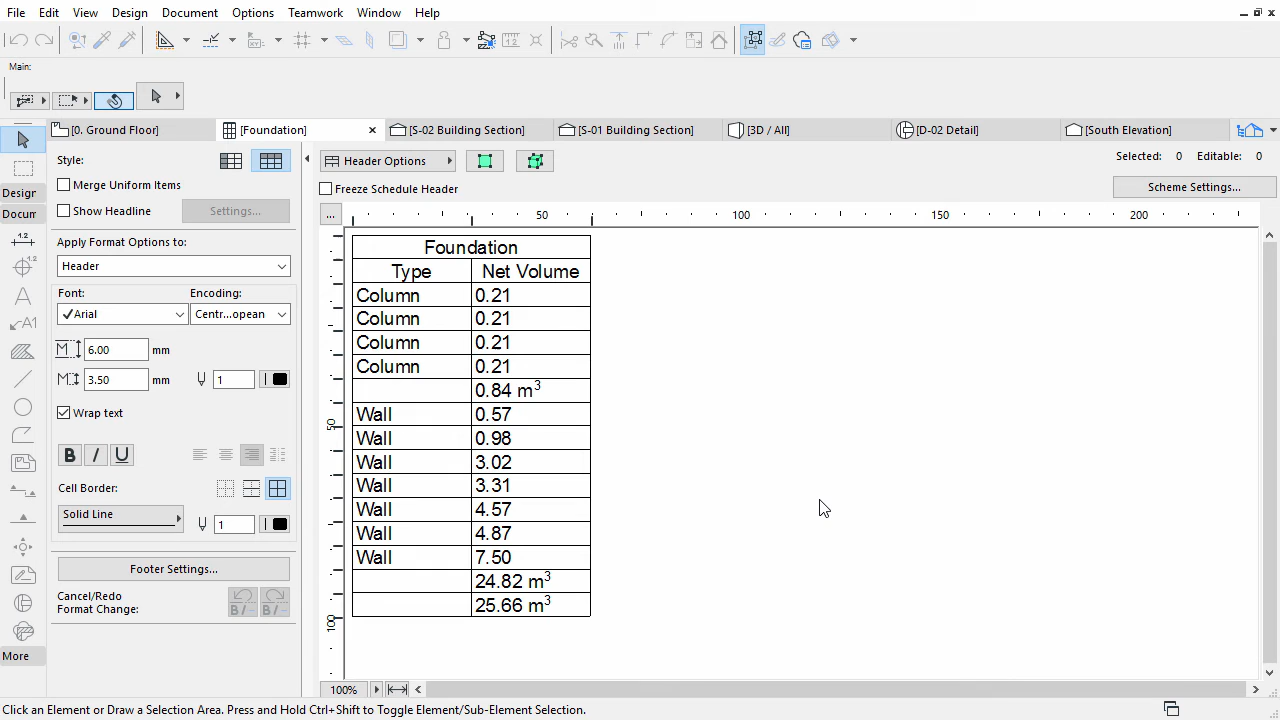 File Edit View Design Document Options Teamwork Window Help
Main:
[0. Ground Floor] [Foundation] [S-02 Building Section] [S-01 Building Section] [3D / All] [D-02 Detail] [South Elevation]
Style:
Header Options
Selected: 0 Editable: 0
Merge Uniform Items
Freeze Schedule Header
Scheme Settings...
Design
Show Headline Settings...
Docum
... 50 100 150 200
1.2
Apply Format Options to:
Header
Font: Encoding:
Arial Centr...opean
6.00 mm
3.50 mm 1
Wrap text
B I U
Cell Border:
Solid Line 1
Footer Settings...
Cancel/Redo
Format Change:
More
Foundation
Type Net Volume
Column 0.21
Column 0.21
Column 0.21
Column 0.21
0.84 m³
Wall 0.57
Wall 0.98
Wall 3.02
Wall 3.31
Wall 4.57
Wall 4.87
Wall 7.50
24.82 m³
25.66 m³
50
100
100%
Click an Element or Draw a Selection Area. Press and Hold Ctrl+Shift to Toggle Element/Sub-Element Selection.